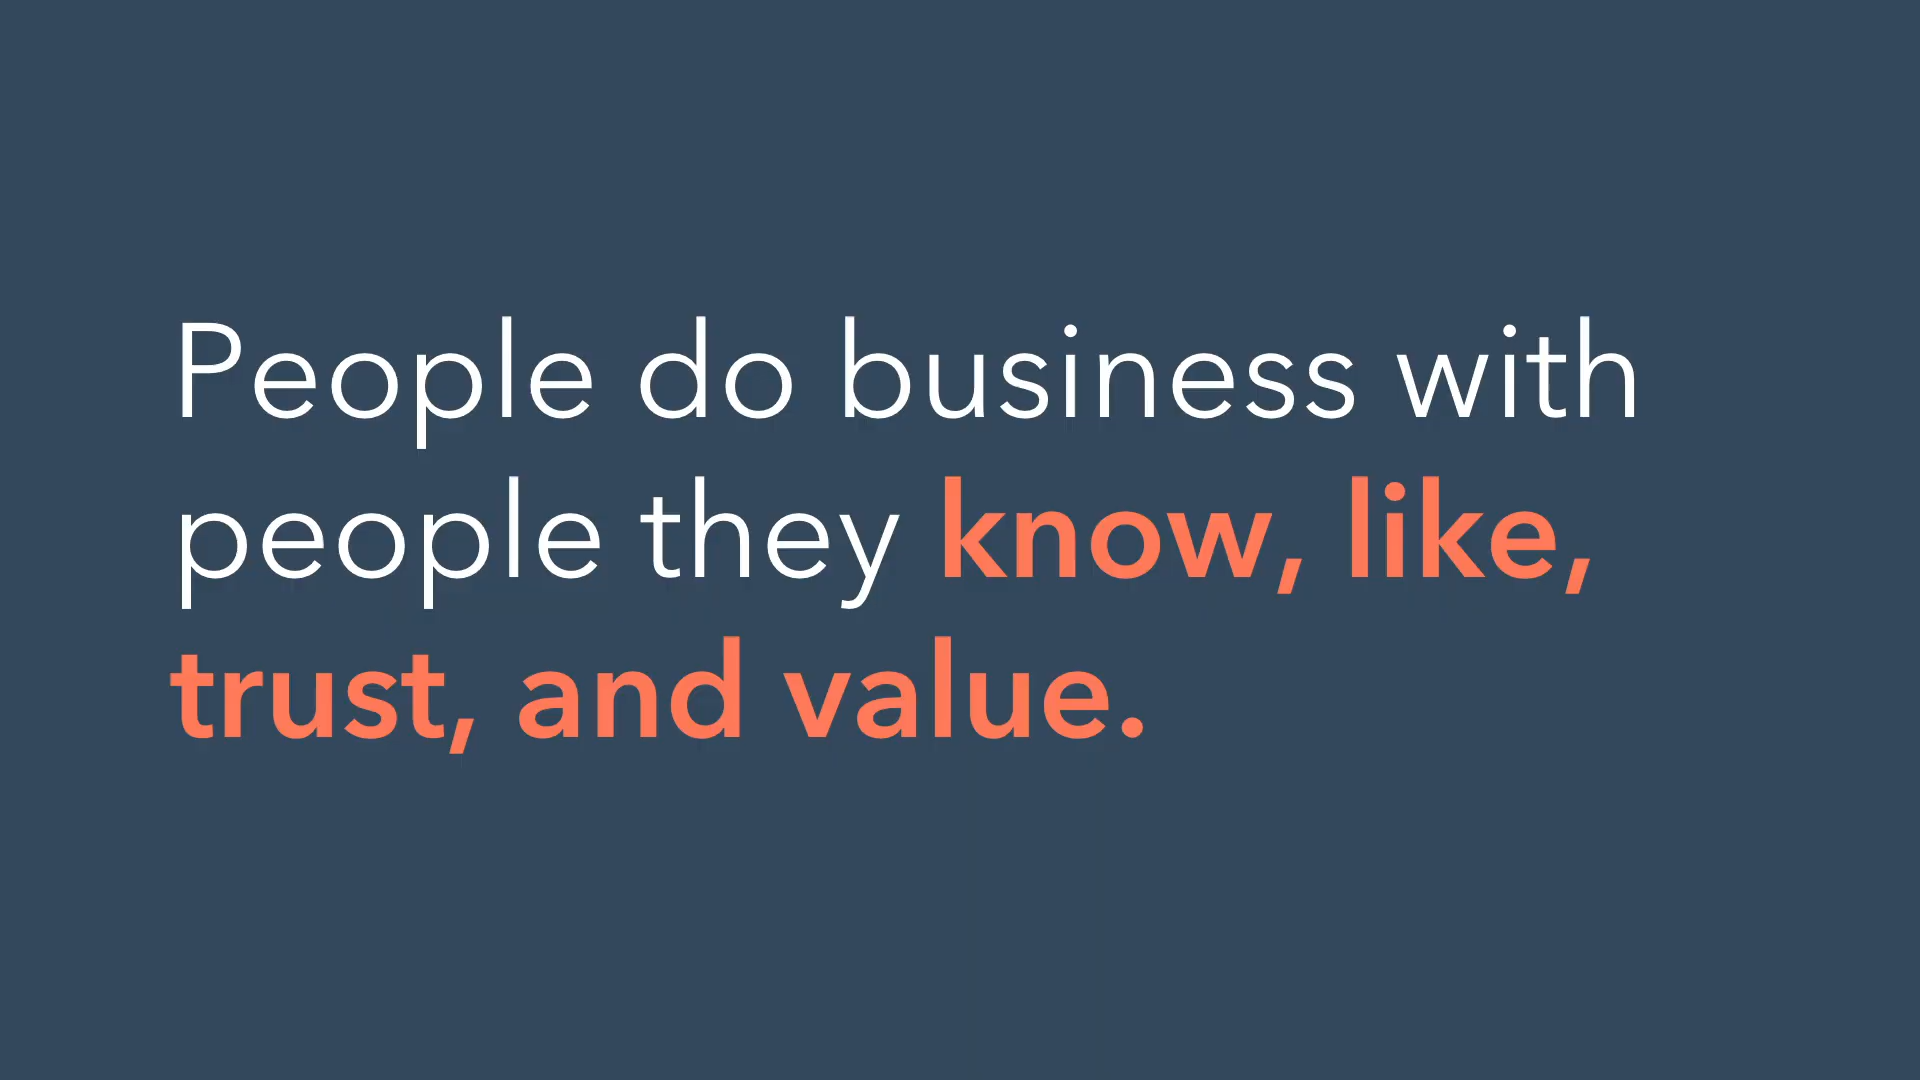 People do business with
people they know, like,
trust, and value.